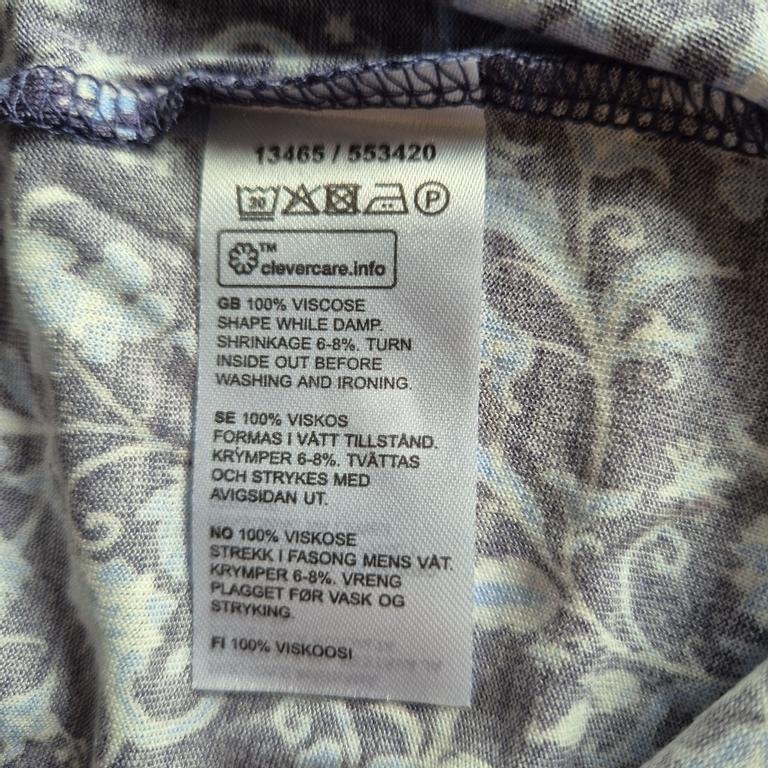 13465 / 553420
30 P
TM
clevercare.info
GB 100% VISCOSE
SHAPE WHILE DAMP.
SHRINKAGE 6-8%. TURN
INSIDE OUT BEFORE
WASHING AND IRONING.
SE 100% VISKOS
FORMAS I VÅTT TILLSTÅND.
KRYMPER 6-8%. TVÄTTAS
OCH STRYKES MED
AVIGSIDAN UT.
NO 100% VISKOSE
STREKK I FASONG MENS VÅT.
KRYMPER 6-8%. VRENG
PLAGGET FØR VASK OG
STRYKING.
FI 100% VISKOOSI